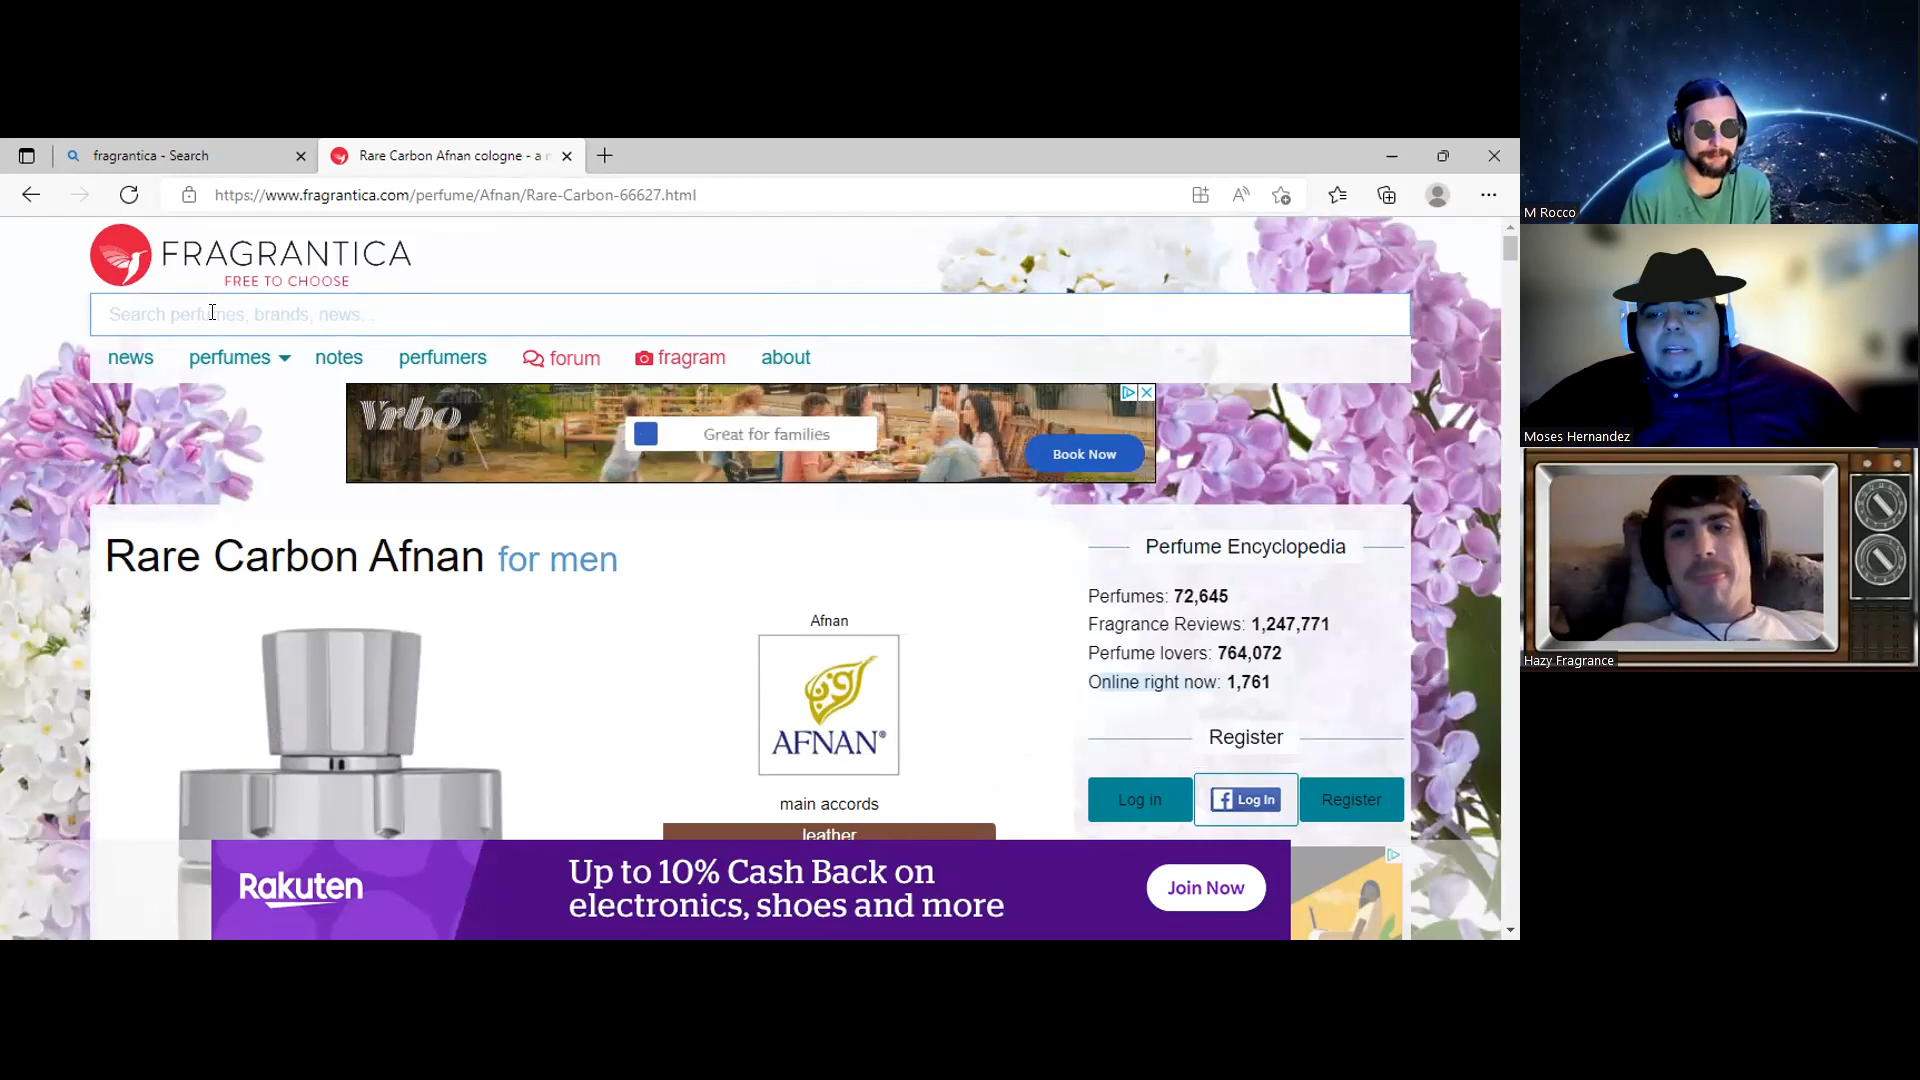 fragrantica - Search
Rare Carbon Afnan cologne - a
https://www.fragrantica.com/perfume/Afnan/Rare-Carbon-66627.html
FRAGRANTICA
FREE TO CHOOSE
Search perfumes, brands, news...
news perfumes notes perfumers forum fragram about
Vrbo
Great for families
Book Now
Rare Carbon Afnan for men
Afnan
AFNAN®
main accords
leather
Perfume Encyclopedia
Perfumes: 72,645
Fragrance Reviews: 1,247,771
Perfume lovers: 764,072
Online right now: 1,761
Register
Log in
Log In
Register
Rakuten
Up to 10% Cash Back on
electronics, shoes and more
Join Now
M Rocco
Moses Hernandez
Hazy Fragrance